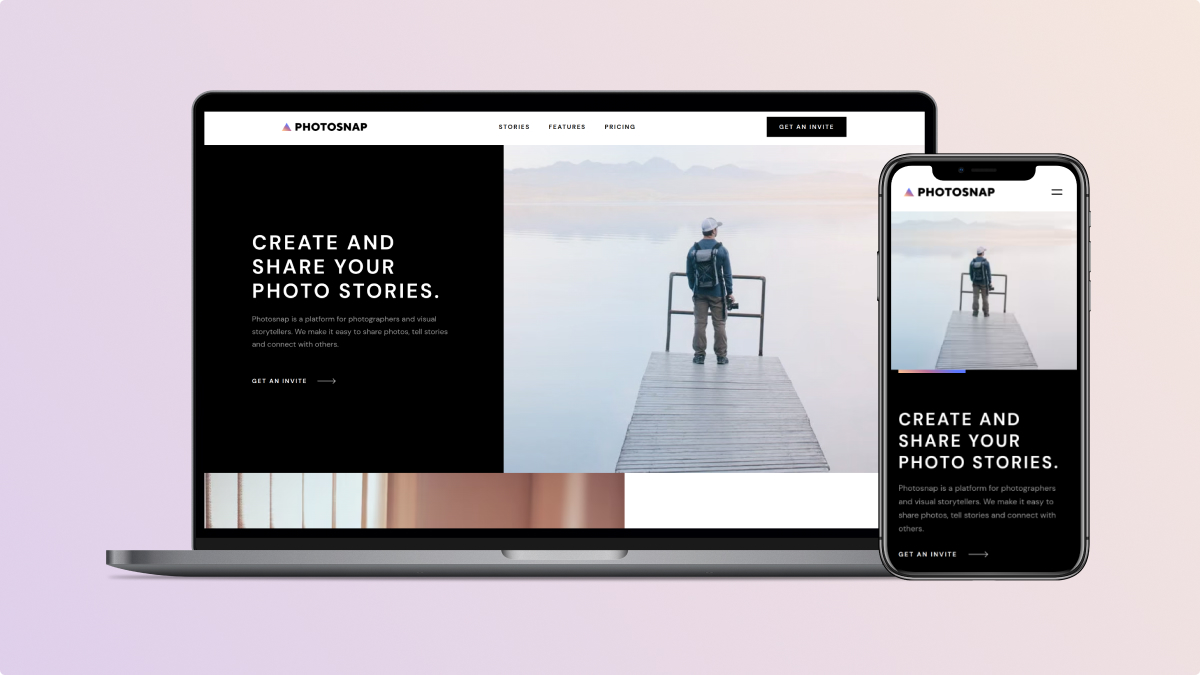 PHOTOSNAP
STORIES FEATURES PRICING
GET AN INVITE
CREATE AND
SHARE YOUR
PHOTO STORIES.
Photosnap is a platform for photographers and visual
storytellers. We make it easy to share photos, tell stories
and connect with others.
GET AN INVITE
PHOTOSNAP
CREATE AND
SHARE YOUR
PHOTO STORIES.
Photosnap is a platform for photographers
and visual storytellers. We make it easy to
share photos, tell stories and connect with
others.
GET AN INVITE